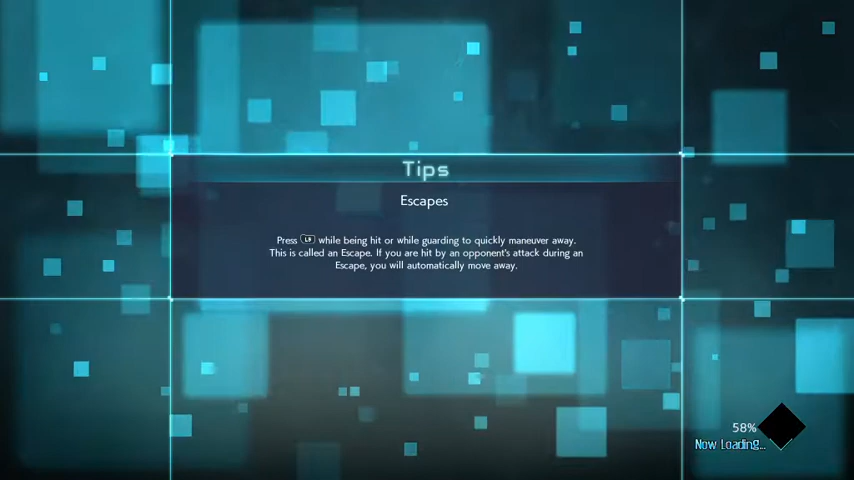 Tips
Escapes
Press LB while being hit or while guarding to quickly maneuver away.
This is called an Escape. If you are hit by an opponent's attack during an
Escape, you will automatically move away.
58%
Now Loading...